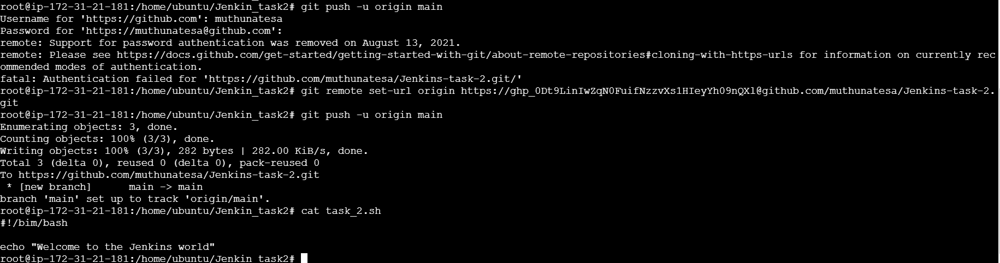 root@ip-172-31-21-181:/home/ubuntu/Jenkin_task2# git push -u origin main
Username for 'https://github.com': muthunatesa
Password for 'https://muthunatesa@github.com':
remote: Support for password authentication was removed on August 13, 2021.
remote: Please see https://docs.github.com/get-started/getting-started-with-git/about-remote-repositories#cloning-with-https-urls for information on currently rec
ommended modes of authentication.
fatal: Authentication failed for 'https://github.com/muthunatesa/Jenkins-task-2.git/'
root@ip-172-31-21-181:/home/ubuntu/Jenkin_task2# git remote set-url origin https://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@github.com/muthunatesa/Jenkins-task-2.
git
root@ip-172-31-21-181:/home/ubuntu/Jenkin_task2# git push -u origin main
Enumerating objects: 3, done.
Counting objects: 100% (3/3), done.
Writing objects: 100% (3/3), 282 bytes | 282.00 KiB/s, done.
Total 3 (delta 0), reused 0 (delta 0), pack-reused 0
To https://github.com/muthunatesa/Jenkins-task-2.git
 * [new branch]      main -> main
branch 'main' set up to track 'origin/main'.
root@ip-172-31-21-181:/home/ubuntu/Jenkin_task2# cat task_2.sh
#!/bim/bash

echo "Welcome to the Jenkins world"
root@ip-172-31-21-181:/home/ubuntu/Jenkin_task2#